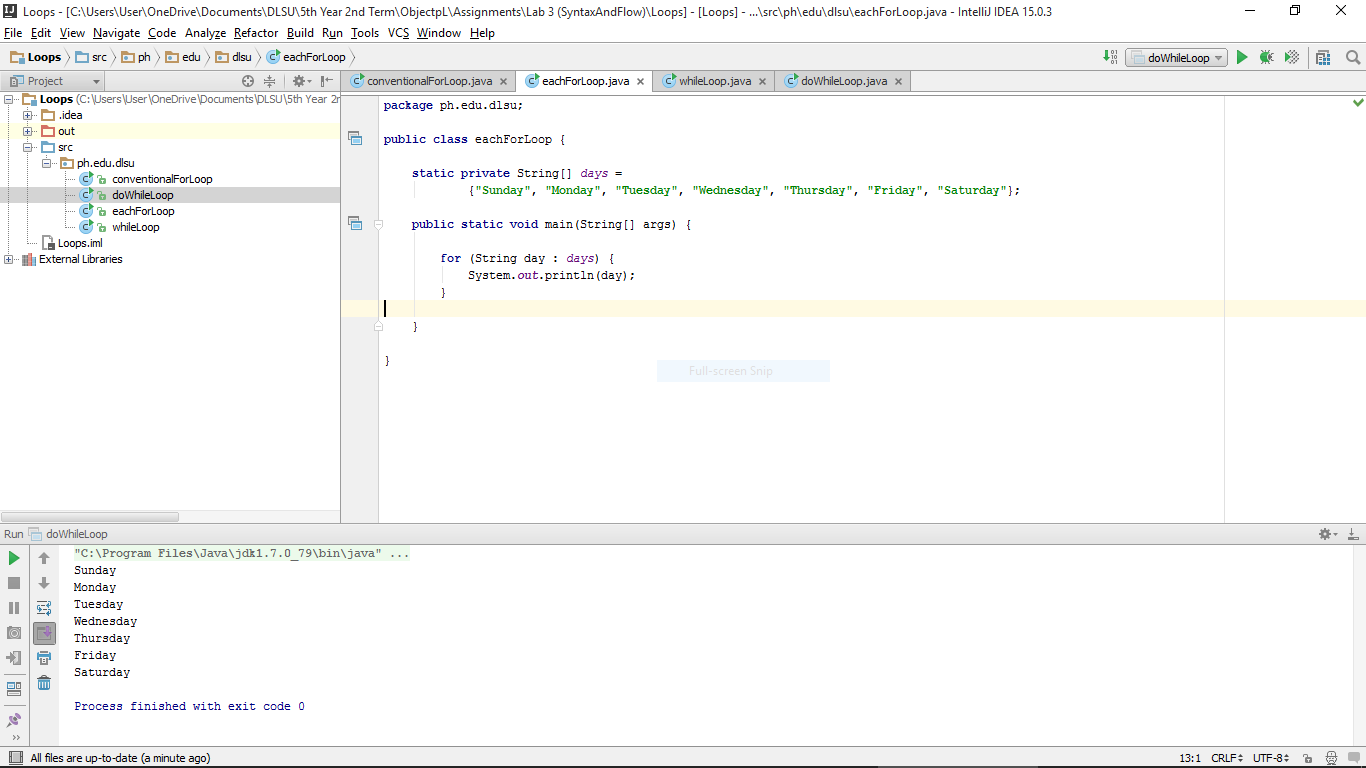 Loops - [C:\Users\User\OneDrive\Documents\DLSU\5th Year 2nd Term\ObjectpL\Assignments\Lab 3 (SyntaxAndFlow)\Loops] - [Loops] - ...\src\ph\edu\dlsu\eachForLoop.java - IntelliJ IDEA 15.0.3
File Edit View Navigate Code Analyze Refactor Build Run Tools VCS Window Help
Loops src ph edu dlsu eachForLoop
doWhileLoop
Project
conventionalForLoop.java eachForLoop.java whileLoop.java doWhileLoop.java
Loops (C:\Users\User\OneDrive\Documents\DLSU\5th Year 2r
.idea
out
src
ph.edu.dlsu
conventionalForLoop
doWhileLoop
eachForLoop
whileLoop
Loops.iml
External Libraries
package ph.edu.dlsu;
public class eachForLoop {
static private String[] days =
{"Sunday", "Monday", "Tuesday", "Wednesday", "Thursday", "Friday", "Saturday"};
public static void main(String[] args) {
for (String day : days) {
System.out.println(day);
}
}
}
Full-screen Snip
Run doWhileLoop
"C:\Program Files\Java\jdk1.7.0_79\bin\java" ...
Sunday
Monday
Tuesday
Wednesday
Thursday
Friday
Saturday
Process finished with exit code 0
All files are up-to-date (a minute ago)
13:1 CRLF UTF-8